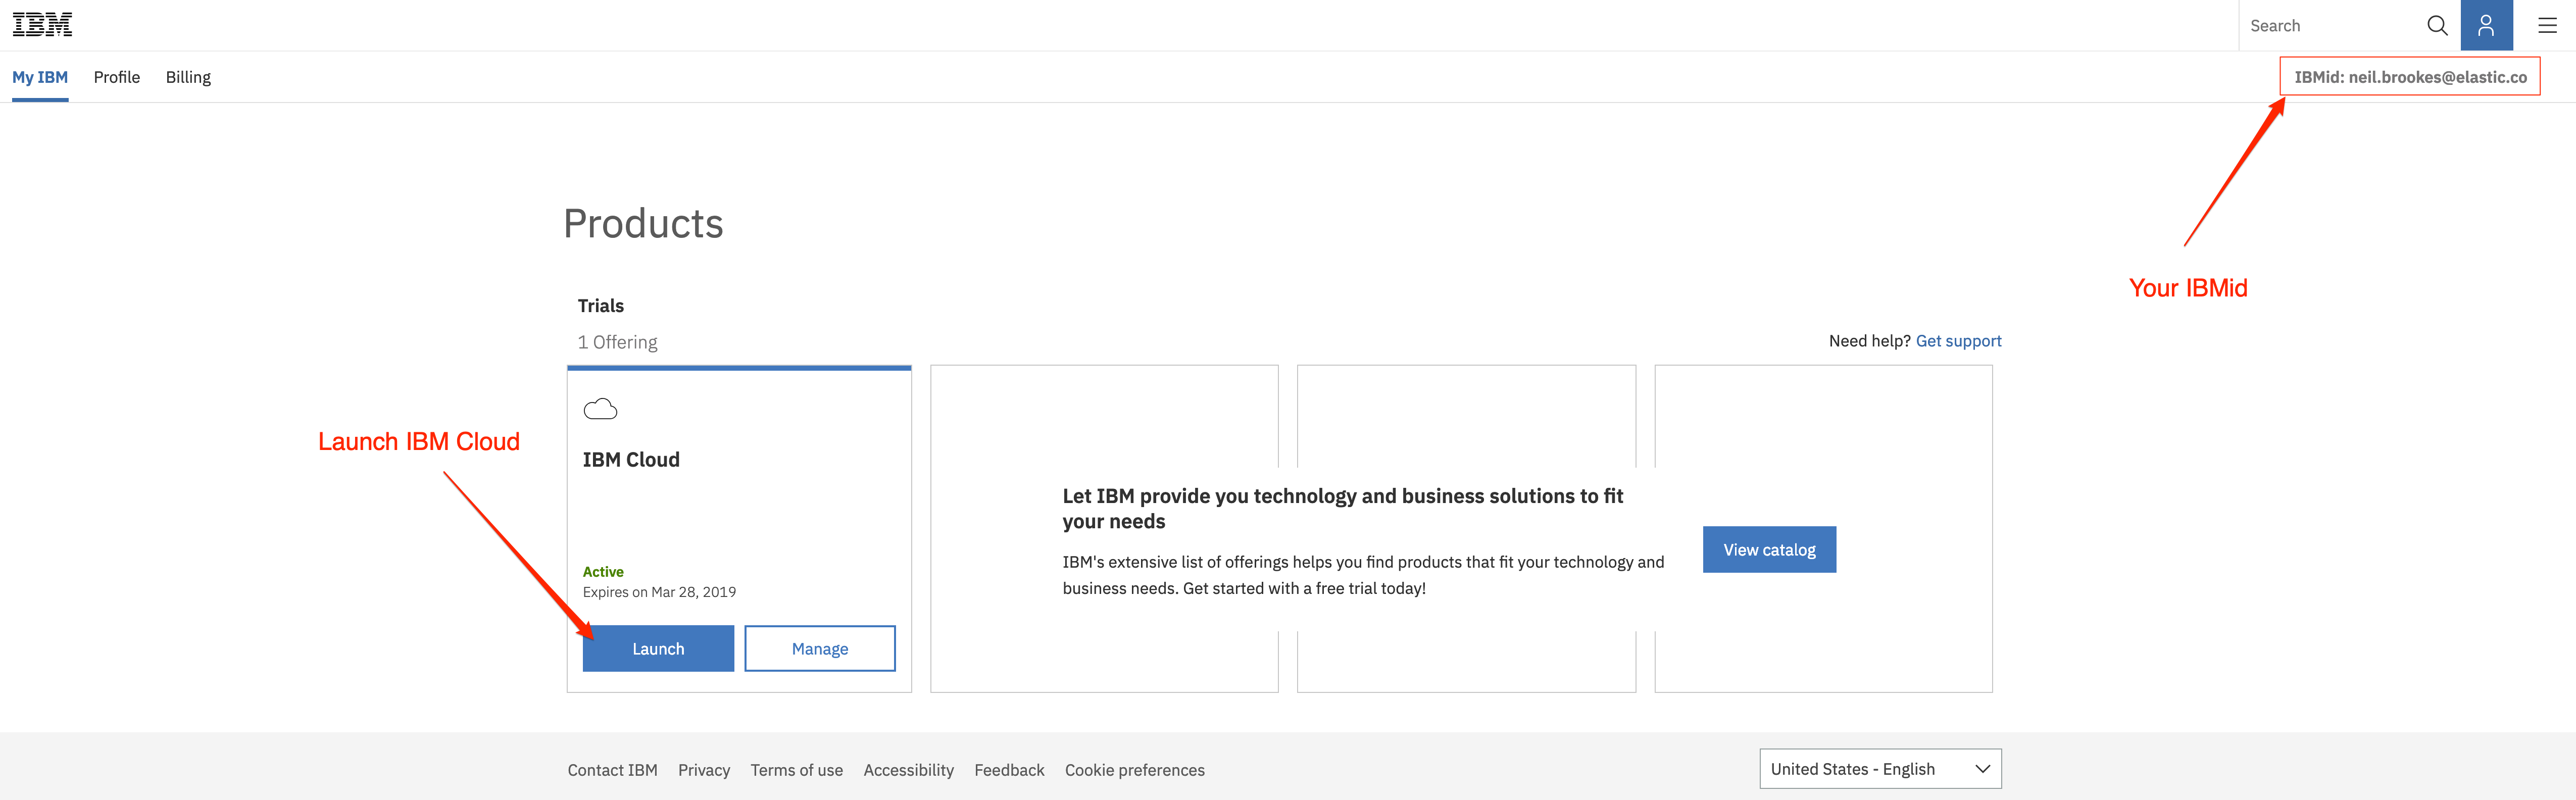 IBM
Search
My IBM Profile Billing
IBMid: neil.brookes@elastic.co
Products
Your IBMid
Trials
1 Offering
Need help? Get support
Launch IBM Cloud
IBM Cloud
Let IBM provide you technology and business solutions to fit
your needs
View catalog
IBM's extensive list of offerings helps you find products that fit your technology and
business needs. Get started with a free trial today!
Active
Expires on Mar 28, 2019
Launch Manage
Contact IBM Privacy Terms of use Accessibility Feedback Cookie preferences
United States - English